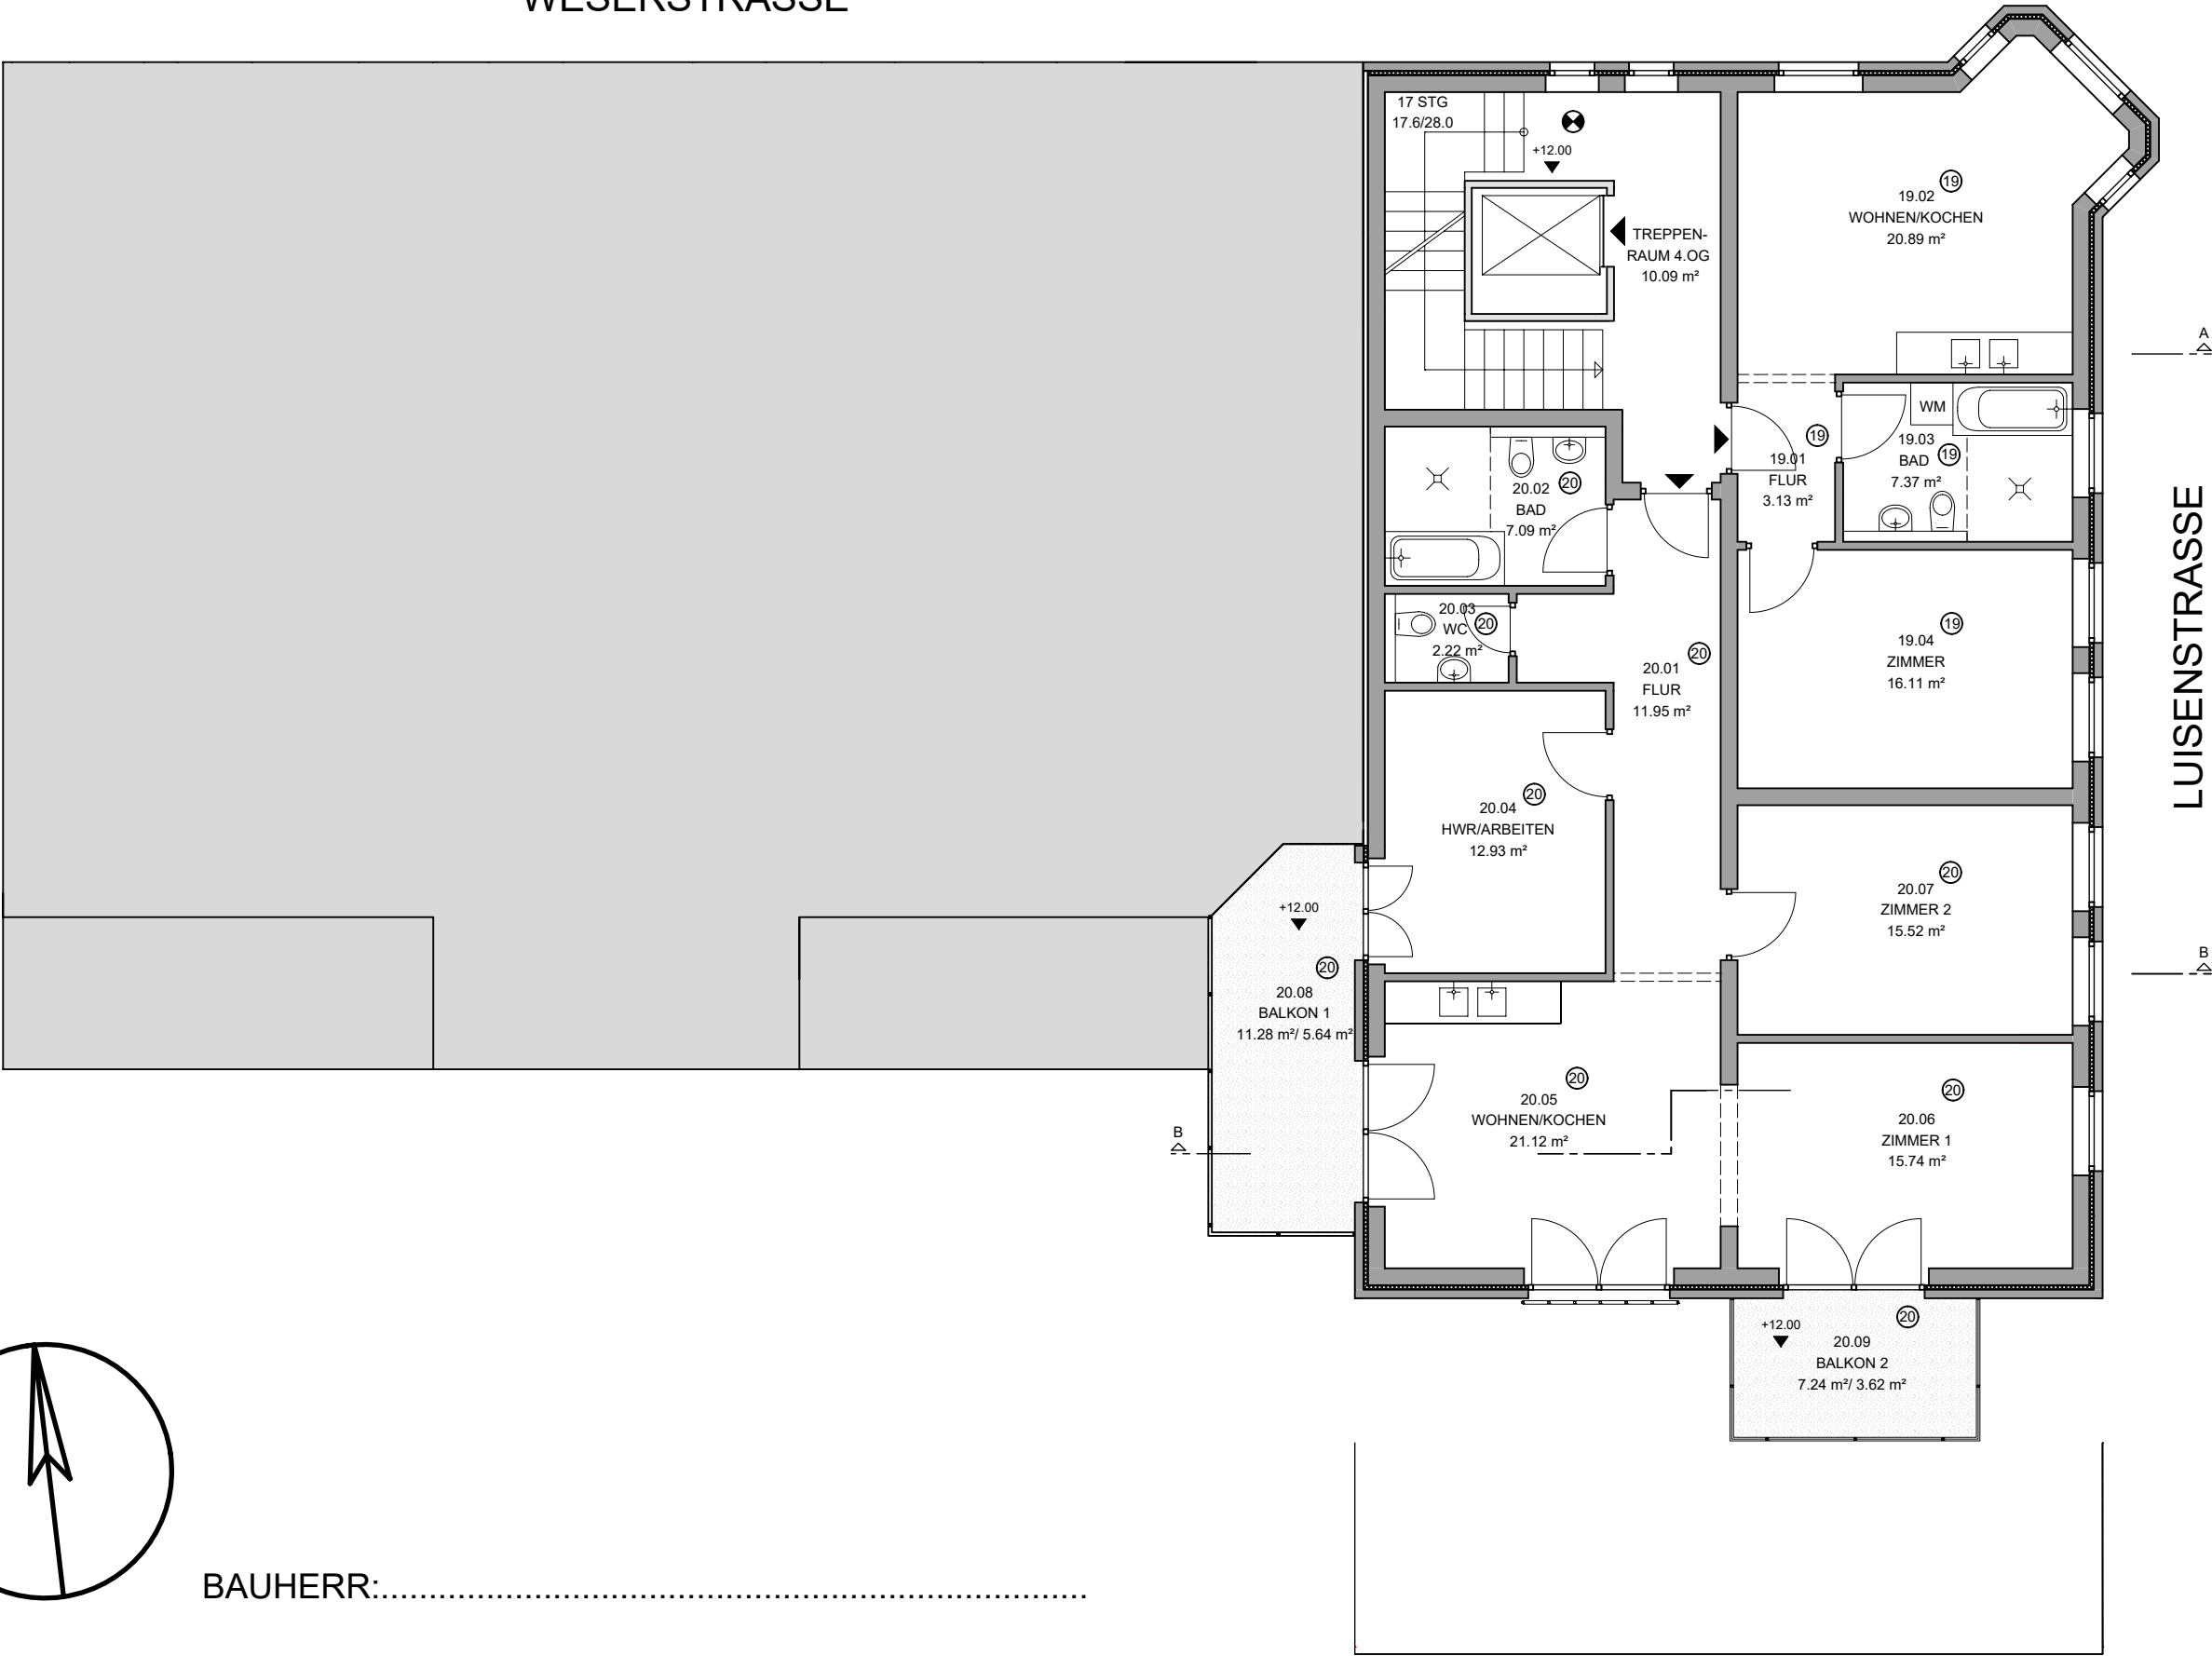 WESERSTRASSE
17 STG
17.6/28.0
+12.00
TREPPEN-
RAUM 4.OG
10.09 m²
19
19.02
WOHNEN/KOCHEN
20.89 m²
A
WM
19
19.01
FLUR
3.13 m²
19.03
BAD 19
7.37 m²
20.02 20
BAD
7.09 m²
20.03
WC 20
2.22 m²
20
20.01
FLUR
11.95 m²
19
19.04
ZIMMER
16.11 m²
LUISENSTRASSE
20
20.04
HWR/ARBEITEN
12.93 m²
20
20.07
ZIMMER 2
15.52 m²
B
+12.00
20
20.08
BALKON 1
11.28 m²/ 5.64 m²
B
20
20.05
WOHNEN/KOCHEN
21.12 m²
20
20.06
ZIMMER 1
15.74 m²
20
+12.00
20.09
BALKON 2
7.24 m²/ 3.62 m²
BAUHERR:..........................................................................